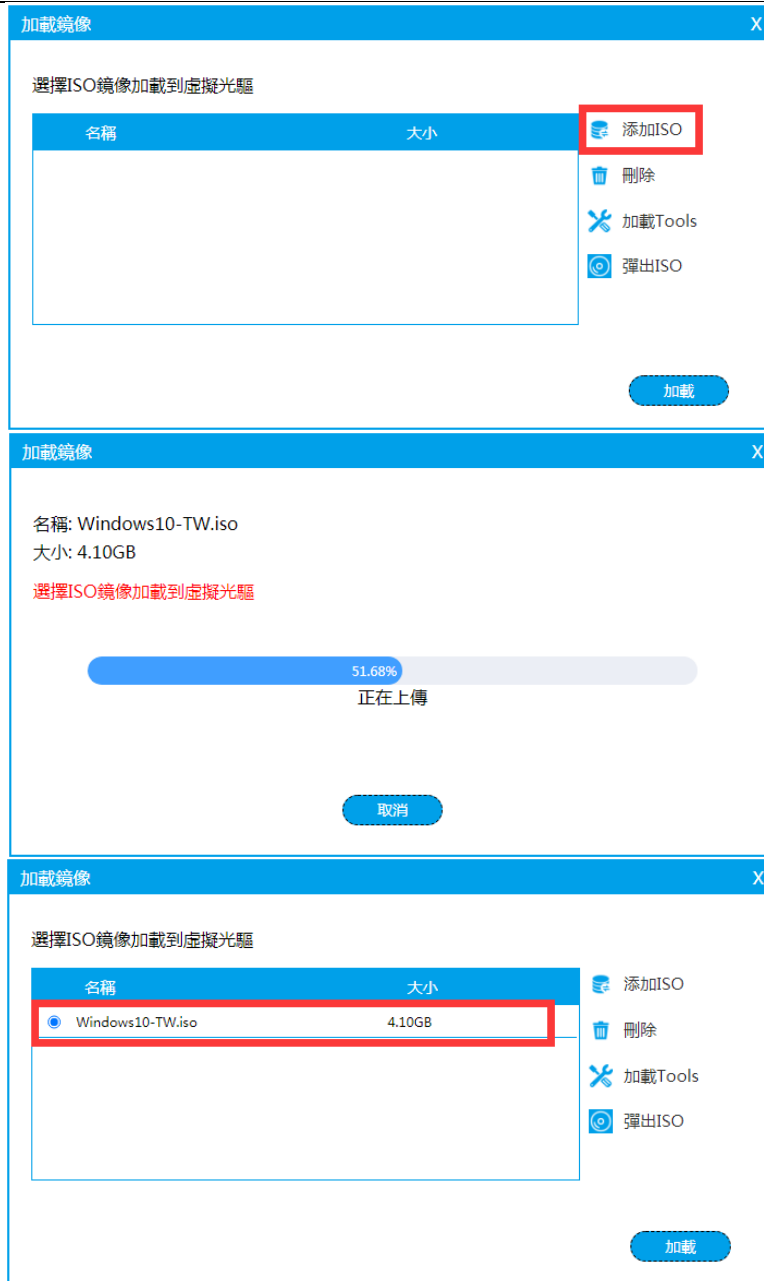 加載鏡像 X
選擇ISO鏡像加載到虛擬光驅
名稱 大小
添加ISO
刪除
加載Tools
彈出ISO
加載
加載鏡像 X
名稱: Windows10-TW.iso
大小: 4.10GB
選擇ISO鏡像加載到虛擬光驅
51.68%
正在上傳
取消
加載鏡像 X
選擇ISO鏡像加載到虛擬光驅
名稱 大小
Windows10-TW.iso 4.10GB
添加ISO
刪除
加載Tools
彈出ISO
加載